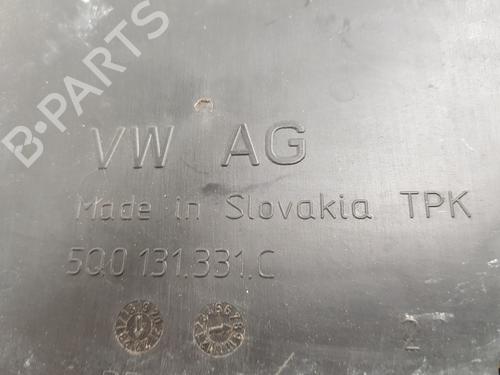 B-PARTS
VW AG
Made in Slovakia TPK
5Q0 131.331.C
2